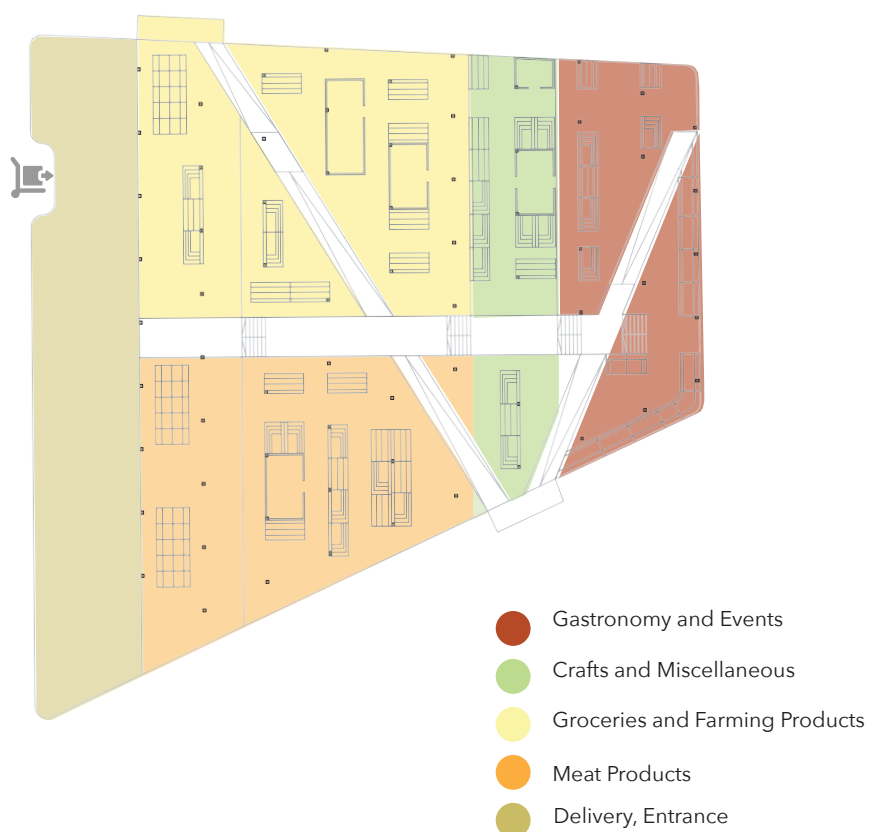 Gastronomy and Events
Crafts and Miscellaneous
Groceries and Farming Products
Meat Products
Delivery, Entrance